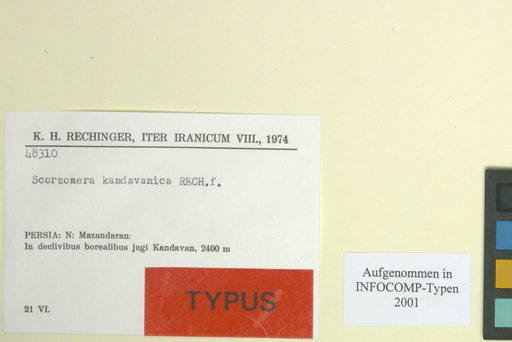 K. H. RECHINGER, ITER IRANICUM VIII., 1974
48310
Scorzonera kandavanica RECH.f.
PERSIA: N: Mazandaran:
In declivibus borealibus jugi Kandavan, 2400 m
21 VI.
TYPUS
Aufgenommen in
INFOCOMP-Typen
2001